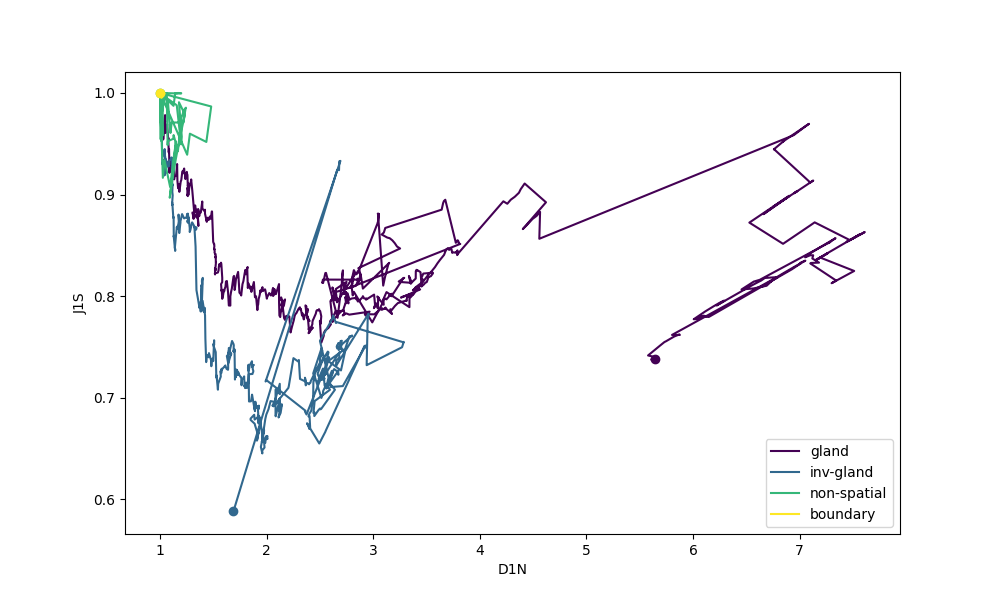 1.0
0.9
0.8
0.7
0.6
J1S
1 2 3 4 5 6 7
D1N
gland
inv-gland
non-spatial
boundary